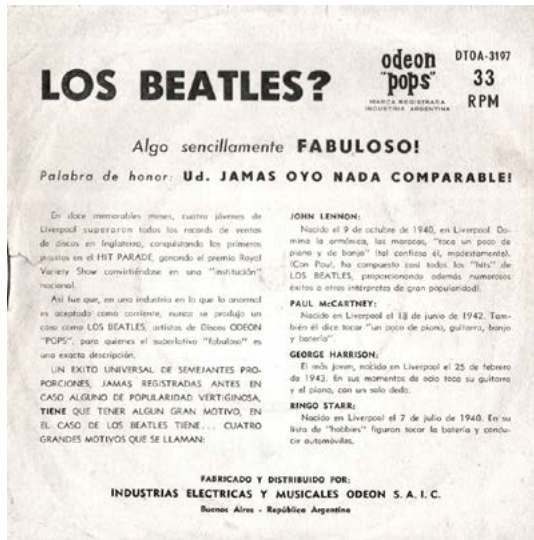 LOS BEATLES?
odeon
"pops"
MARCA REGISTRADA
INDUSTRIA ARGENTINA
DTOA-3197
33
RPM
Algo sencillamente FABULOSO!
Palabra de honor: Ud. JAMAS OYO NADA COMPARABLE!
En doce memorables meses, cuatro jóvenes de
Liverpool superaron todos los records de ventas
de discos en Inglaterra, conquistando los primeros
puestos en el HIT PARADE, ganando el premio Royal
Variety Show convirtiéndose en una "institución"
nacional.
Así fue que, en una industria en la que lo anormal
es aceptado como corriente, nunca se produjo un
caso como LOS BEATLES, artistas de Discos ODEON
"POPS", para quienes el superlativo "fabuloso" es
una exacta descripción.
UN EXITO UNIVERSAL DE SEMEJANTES PRO-
PORCIONES, JAMAS REGISTRADAS ANTES EN
CASO ALGUNO DE POPULARIDAD VERTIGINOSA,
TIENE QUE TENER ALGUN GRAN MOTIVO, EN
EL CASO DE LOS BEATLES TIENE... CUATRO
GRANDES MOTIVOS QUE SE LLAMAN:
JOHN LENNON:
Nacido el 9 de octubre de 1940, en Liverpool. Do-
mina la armónica, las maracas, "toca un poco de
piano y de banjo" (tal confiesa él, modestamente).
(Con Paul, ha compuesto casi todos los "hits" de
LOS BEATLES, proporcionando además numerosos
éxitos a otros intérpretes de gran popularidad).
PAUL McCARTNEY:
Nacido en Liverpool el 18 de junio de 1942. Tam-
bién él dice tocar "un poco de piano, guitarra, banjo
y batería".
GEORGE HARRISON:
El más joven, nacido en Liverpool el 25 de febrero
de 1943. En sus momentos de ocio toca su guitarra
y el piano, con un solo dedo.
RINGO STARR:
Nacido en Liverpool el 7 de julio de 1940. En su
lista de "hobbies" figuran tocar la batería y condu-
cir automóviles.
FABRICADO Y DISTRIBUIDO POR:
INDUSTRIAS ELECTRICAS Y MUSICALES ODEON S. A. I. C.
Buenos Aires - República Argentina